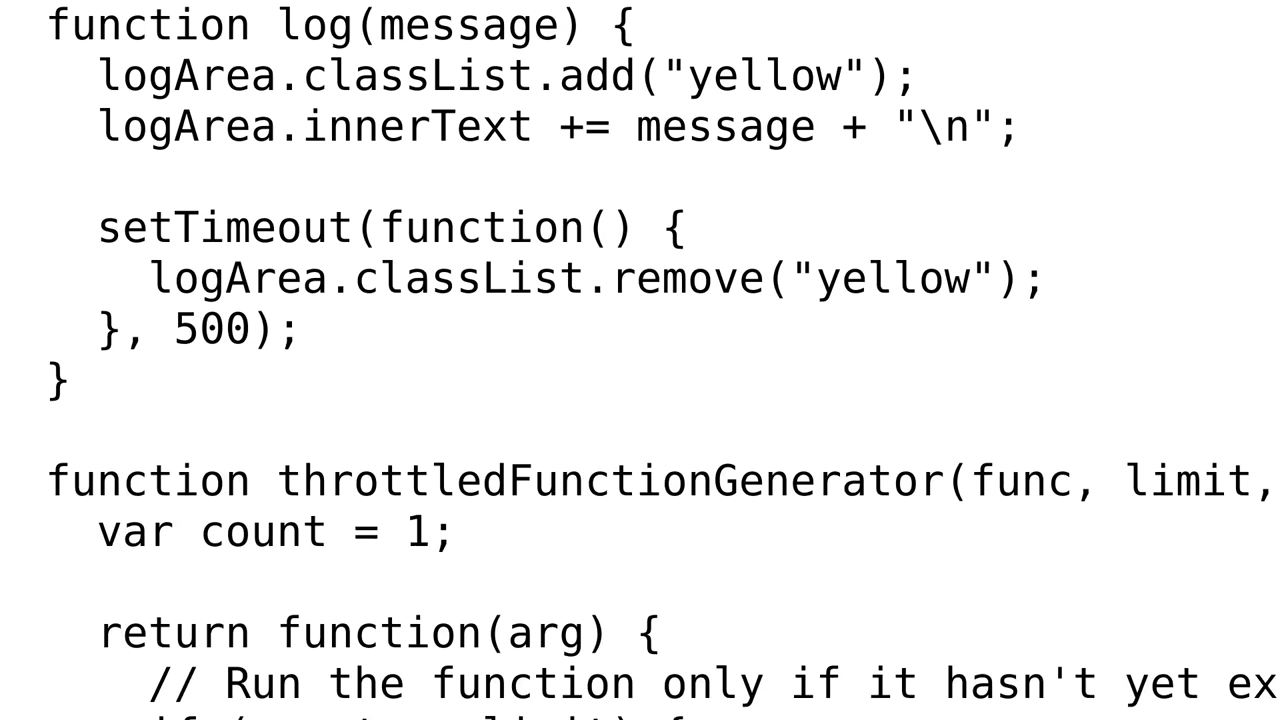 function log(message) {
  logArea.classList.add("yellow");
  logArea.innerText += message + "\n";

  setTimeout(function() {
    logArea.classList.remove("yellow");
  }, 500);
}

function throttledFunctionGenerator(func, limit,
  var count = 1;

  return function(arg) {
    // Run the function only if it hasn't yet ex